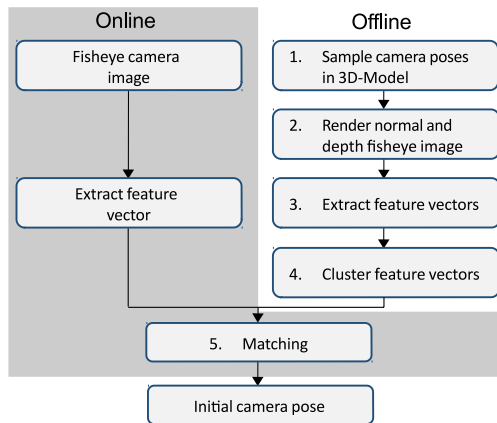 Online
Fisheye camera
image
Extract feature
vector
Offline
1. Sample camera poses
in 3D-Model
2. Render normal and
depth fisheye image
3. Extract feature vectors
4. Cluster feature vectors
5. Matching
Initial camera pose